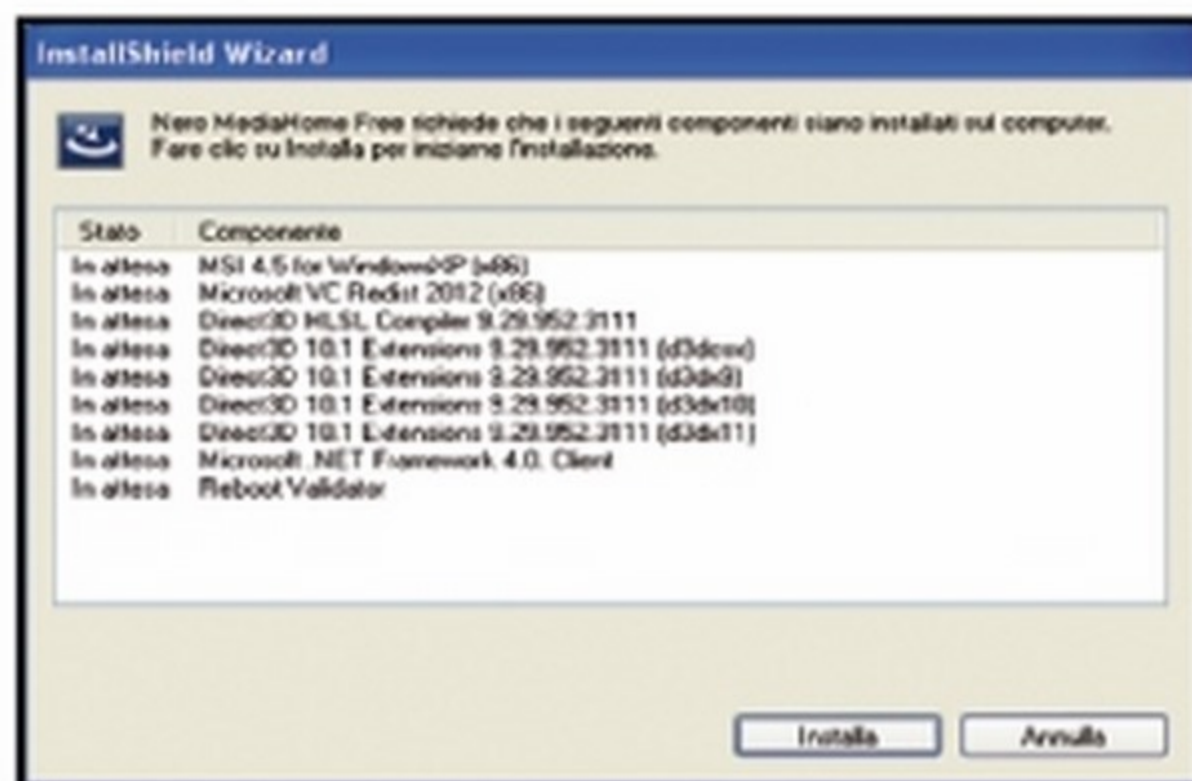 InstallShield Wizard
Nero MediaHome Free richiede che i seguenti componenti siano installati sul computer.
Fare clic su Installa per iniziarne l'installazione.
Stato Componente
In attesa MSI 4.5 for WindowsXP (x86)
In attesa Microsoft VC Redist 2012 (x86)
In attesa Direct3D HLSL Compiler 9.29.952.3111
In attesa Direct3D 10.1 Extensions 9.29.952.3111 (d3dcsx)
In attesa Direct3D 10.1 Extensions 9.29.952.3111 (d3dx9)
In attesa Direct3D 10.1 Extensions 9.29.952.3111 (d3dx10)
In attesa Direct3D 10.1 Extensions 9.29.952.3111 (d3dx11)
In attesa Microsoft .NET Framework 4.0. Client
In attesa Reboot Validator
Installa Annulla